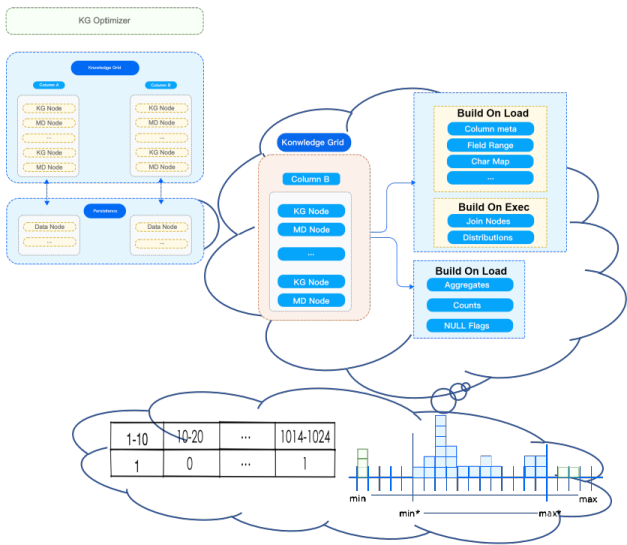 KG Optimizer
Knowledge Grid
Column A
Column B
KG Node
MD Node
...
KG Node
MD Node
KG Node
MD Node
...
KG Node
MD Node
Persistance
Data Node
...
Data Node
...
Knowledge Grid
Column B
KG Node
MD Node
...
KG Node
MD Node
Build On Load
Column meta
Field Range
Char Map
...
Build On Exec
Join Nodes
Distributions
Build On Load
Aggregates
Counts
NULL Flags
1-10 10-20 ... 1014-1024
1 0 ... 1
min max
min* max*